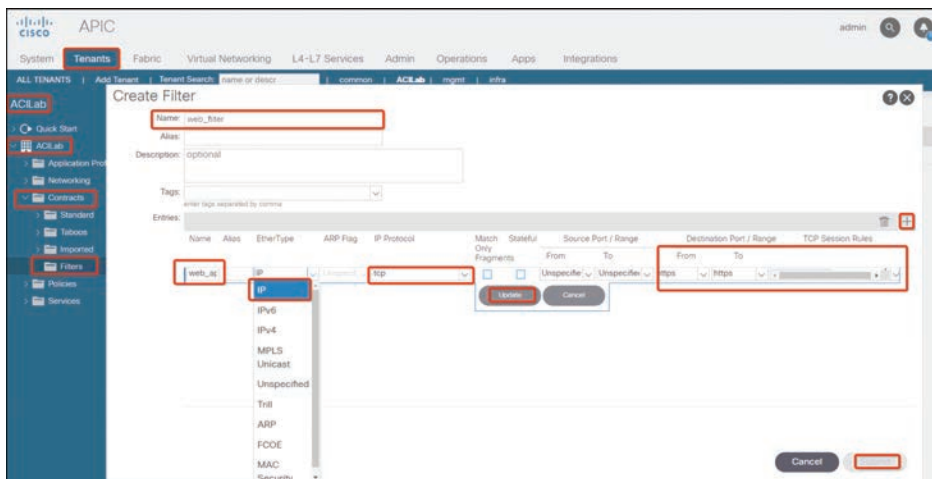 CISCO APIC admin
System Tenants Fabric Virtual Networking L4-L7 Services Admin Operations Apps Integrations
ALL TENANTS | Add Tenant | Tenant Search: name or descr | common | ACILab | mgmt | infra
ACILab
Quick Start
ACILab
Application Prof
Networking
Contracts
Standard
Taboos
Imported
Filters
Policies
Services
Create Filter
Name: web_filter
Alias:
Description: optional
Tags:
enter tags separated by comma
Entries:
Name Alias EtherType ARP Flag IP Protocol Match Only Fragments Stateful Source Port / Range Destination Port / Range TCP Session Rules
From To From To
web_ap IP tcp Unspecifie Unspecifie https https
Update Cancel
IP
IPv6
IPv4
MPLS
Unicast
Unspecified
Trill
ARP
FCOE
MAC
Security
Cancel